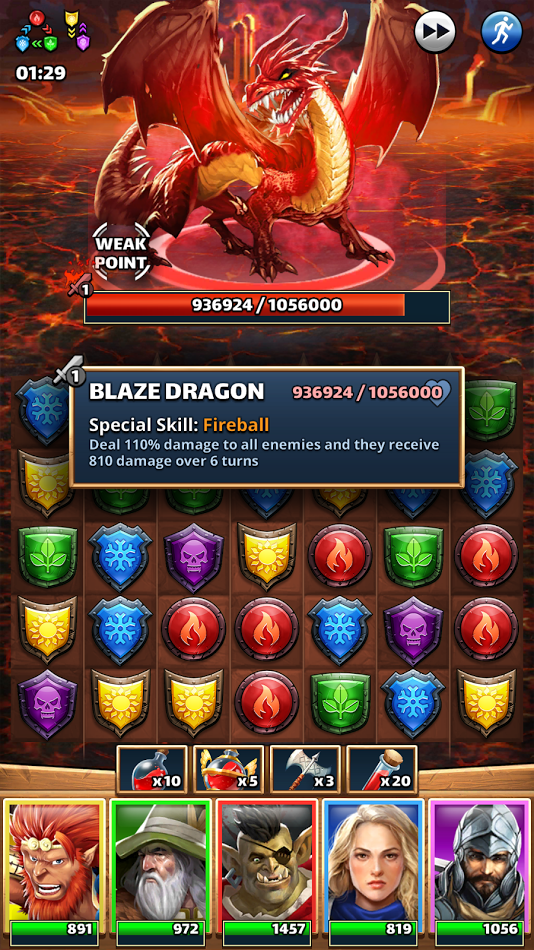 01:29
WEAK
POINT
1
936924 / 1056000
1
BLAZE DRAGON 936924 / 1056000
Special Skill: Fireball
Deal 110% damage to all enemies and they receive
810 damage over 6 turns
x10 x5 x3 x20
891 972 1457 819 1056